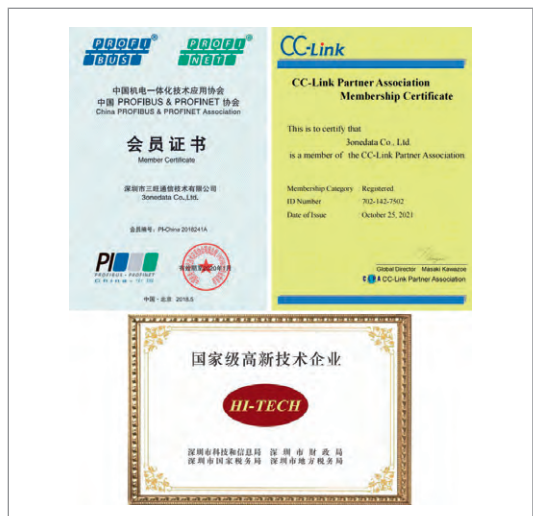 PROFI® BUS
PROFI® NET
中国机电一体化技术应用协会
中国 PROFIBUS & PROFINET 协会
China PROFIBUS & PROFINET Association
会员证书
Member Certificate
深圳市三旺通信技术有限公司
3onedata Co.,Ltd.
会员编号：PI-China 2018241A
PI
PROFIBUS · PROFINET
China
中国·北京 2018.5
CC-Link
CC-Link Partner Association
Membership Certificate
This is to certify that
3onedata Co., Ltd.
is a member of the CC-Link Partner Association
Membership Category Registered
ID Number 702-142-7502
Date of Issue October 25, 2021
Global Director Masaki Kawazoe
CC-Link Partner Association
国家级高新技术企业
HI-TECH
深圳市科技和信息局 深圳市财政局
深圳市国家税务局 深圳市地方税务局